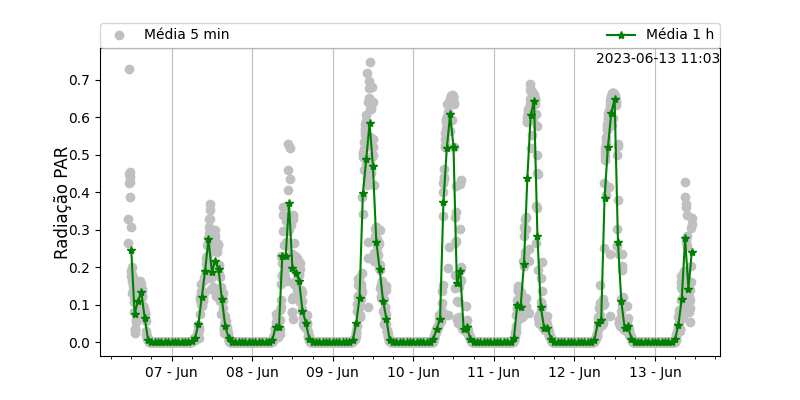 Média 5 min
Média 1 h
2023-06-13 11:03
Radiação PAR
0.7
0.6
0.5
0.4
0.3
0.2
0.1
0.0
07 - Jun
08 - Jun
09 - Jun
10 - Jun
11 - Jun
12 - Jun
13 - Jun